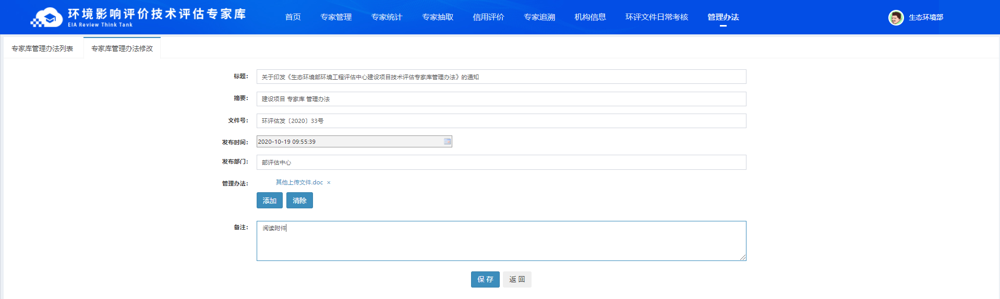 环境影响评价技术评估专家库
EIA Review Think Tank
首页 专家管理 专家统计 专家抽取 信用评价 专家追溯 机构信息 环评文件日常考核 管理办法 生态环境部
专家库管理办法列表 专家库管理办法修改
标题： 关于印发《生态环境部环境工程评估中心建设项目技术评估专家库管理办法》的通知
摘要： 建设项目 专家库 管理办法
文件号： 环评估发〔2020〕33号
发布时间： 2020-10-19 09:55:39
发布部门： 部评估中心
管理办法： 其他上传文件.doc ×
添加 清除
备注： 阅读附件
保 存 返 回